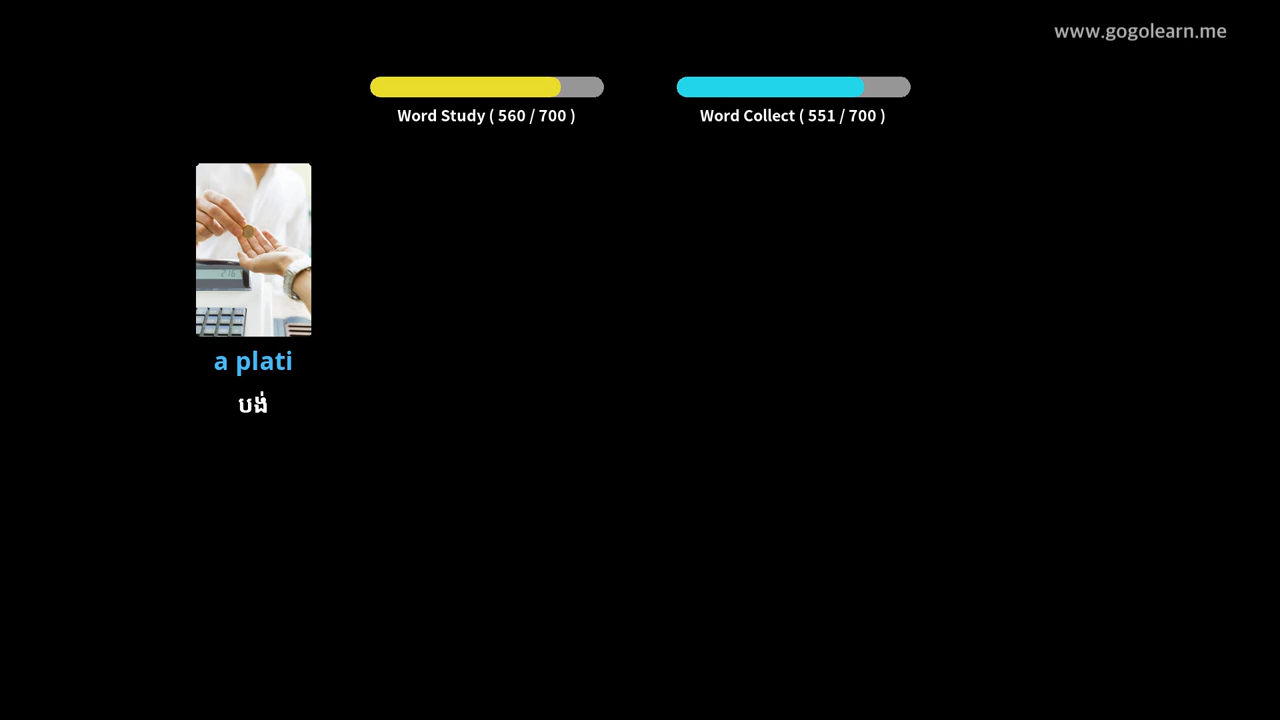 www.gogolearn.me
Word Study ( 560 / 700 )
Word Collect ( 551 / 700 )
a plati
បង់